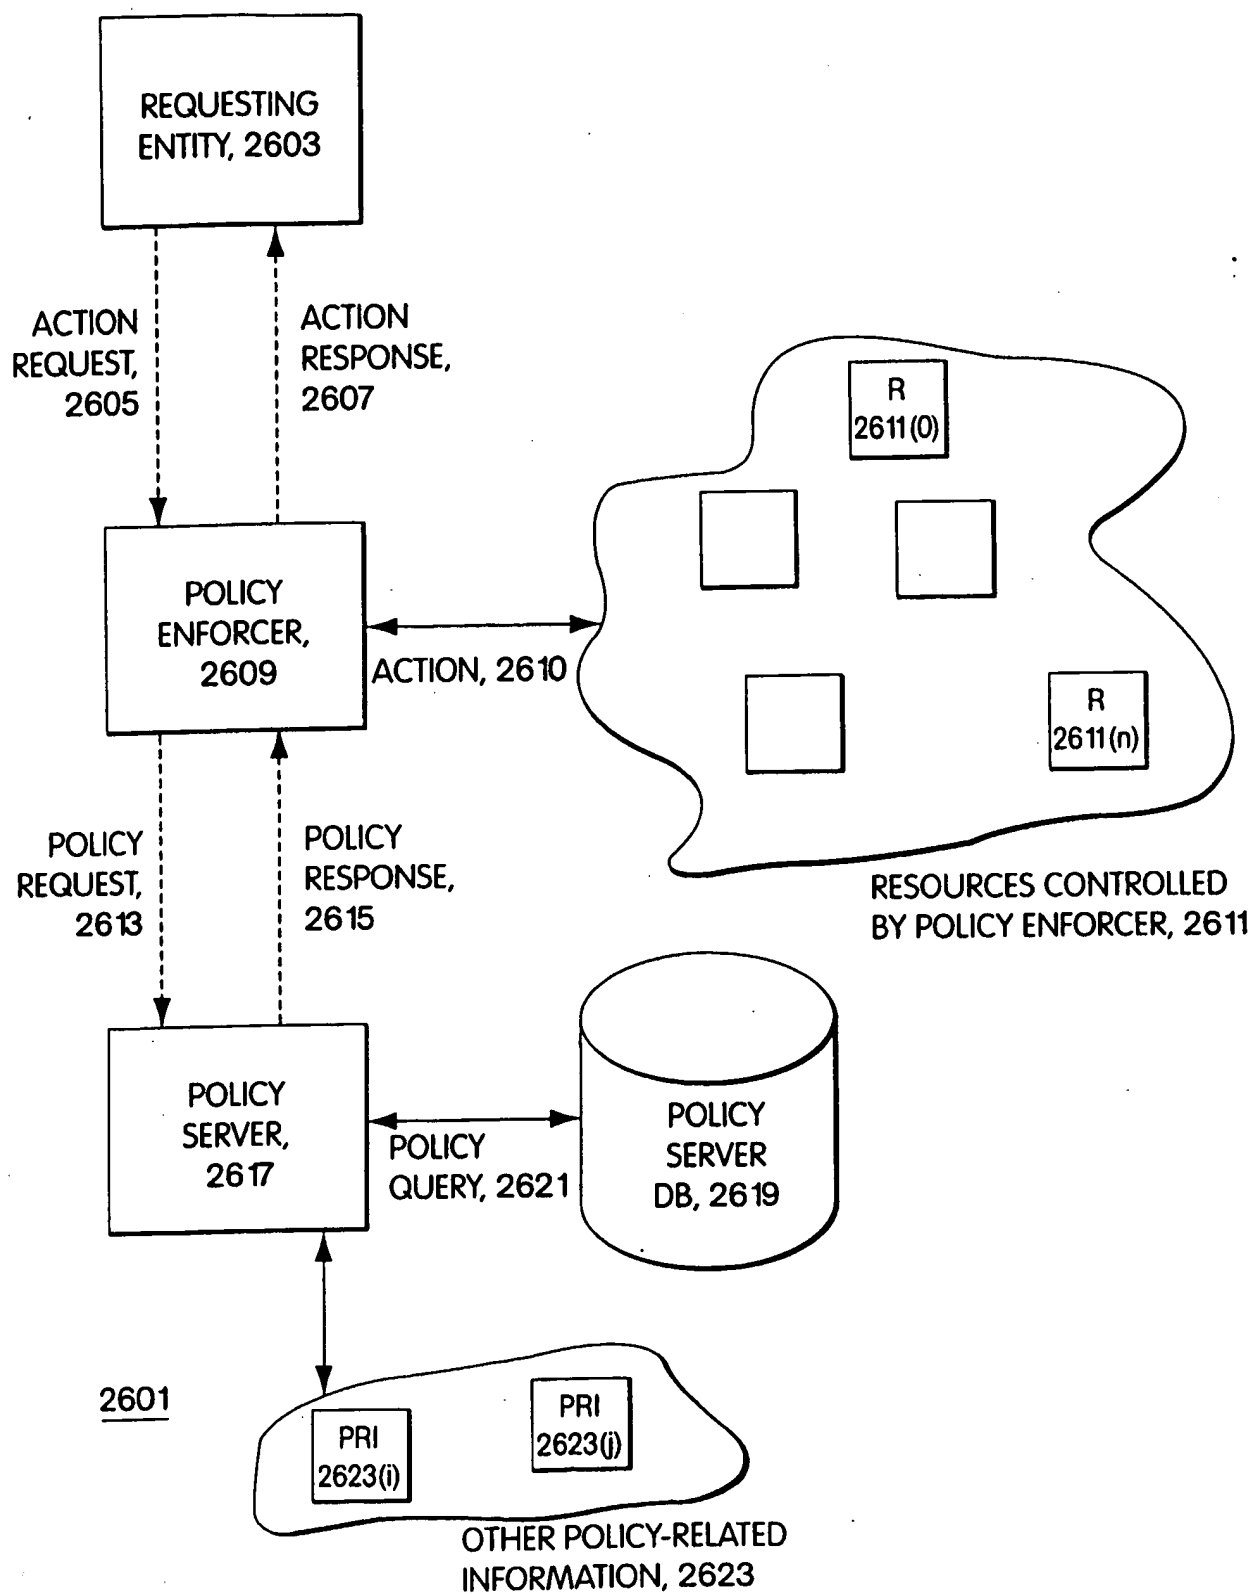 REQUESTING
ENTITY, 2603
ACTION
REQUEST,
2605
ACTION
RESPONSE,
2607
R
2611(0)
POLICY
ENFORCER,
2609
ACTION, 2610
R
2611(n)
POLICY
REQUEST,
2613
POLICY
RESPONSE,
2615
RESOURCES CONTROLLED
BY POLICY ENFORCER, 2611
POLICY
SERVER,
2617
POLICY
QUERY, 2621
POLICY
SERVER
DB, 2619
2601
PRI
2623(i)
PRI
2623(j)
OTHER POLICY-RELATED
INFORMATION, 2623